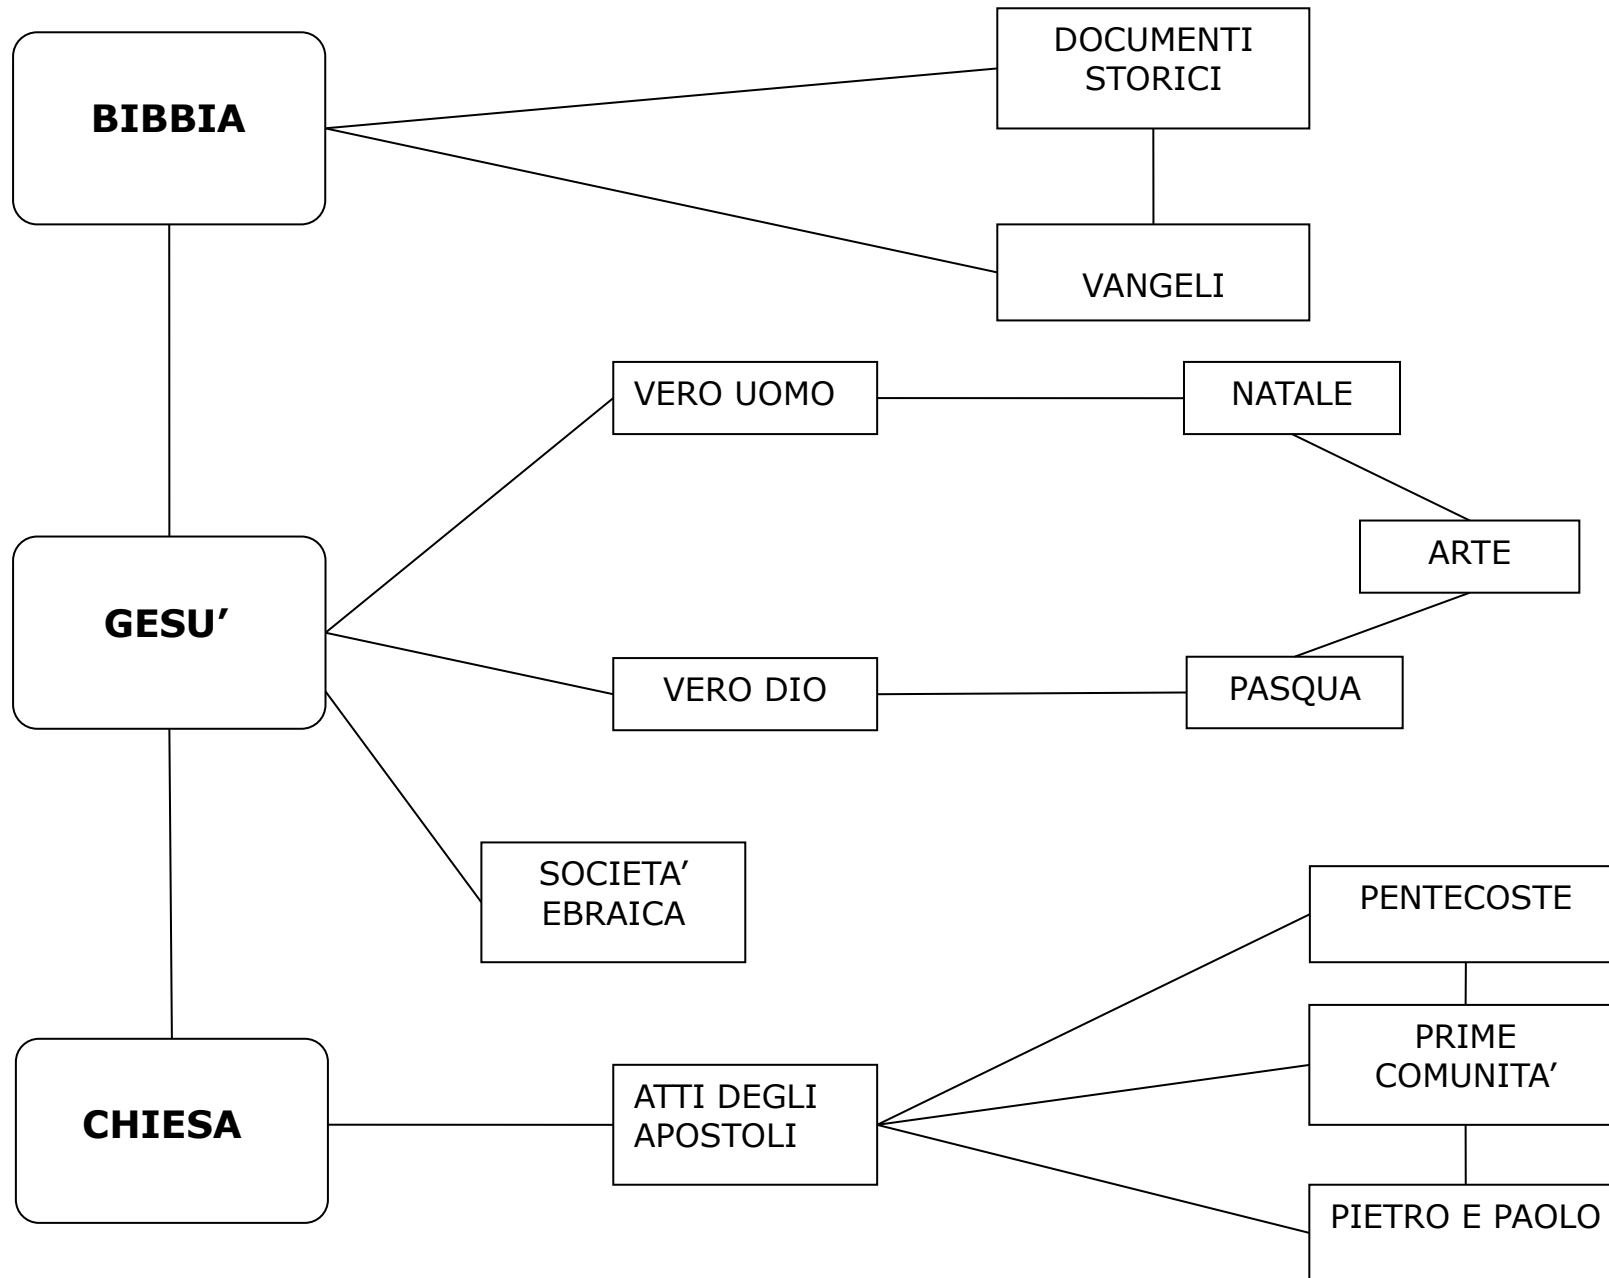 DOCUMENTI
STORICI
BIBBIA
VANGELI
VERO UOMO
NATALE
ARTE
GESU’
VERO DIO
PASQUA
SOCIETA’
EBRAICA
PENTECOSTE
PRIME
COMUNITA’
CHIESA
ATTI DEGLI
APOSTOLI
PIETRO E PAOLO